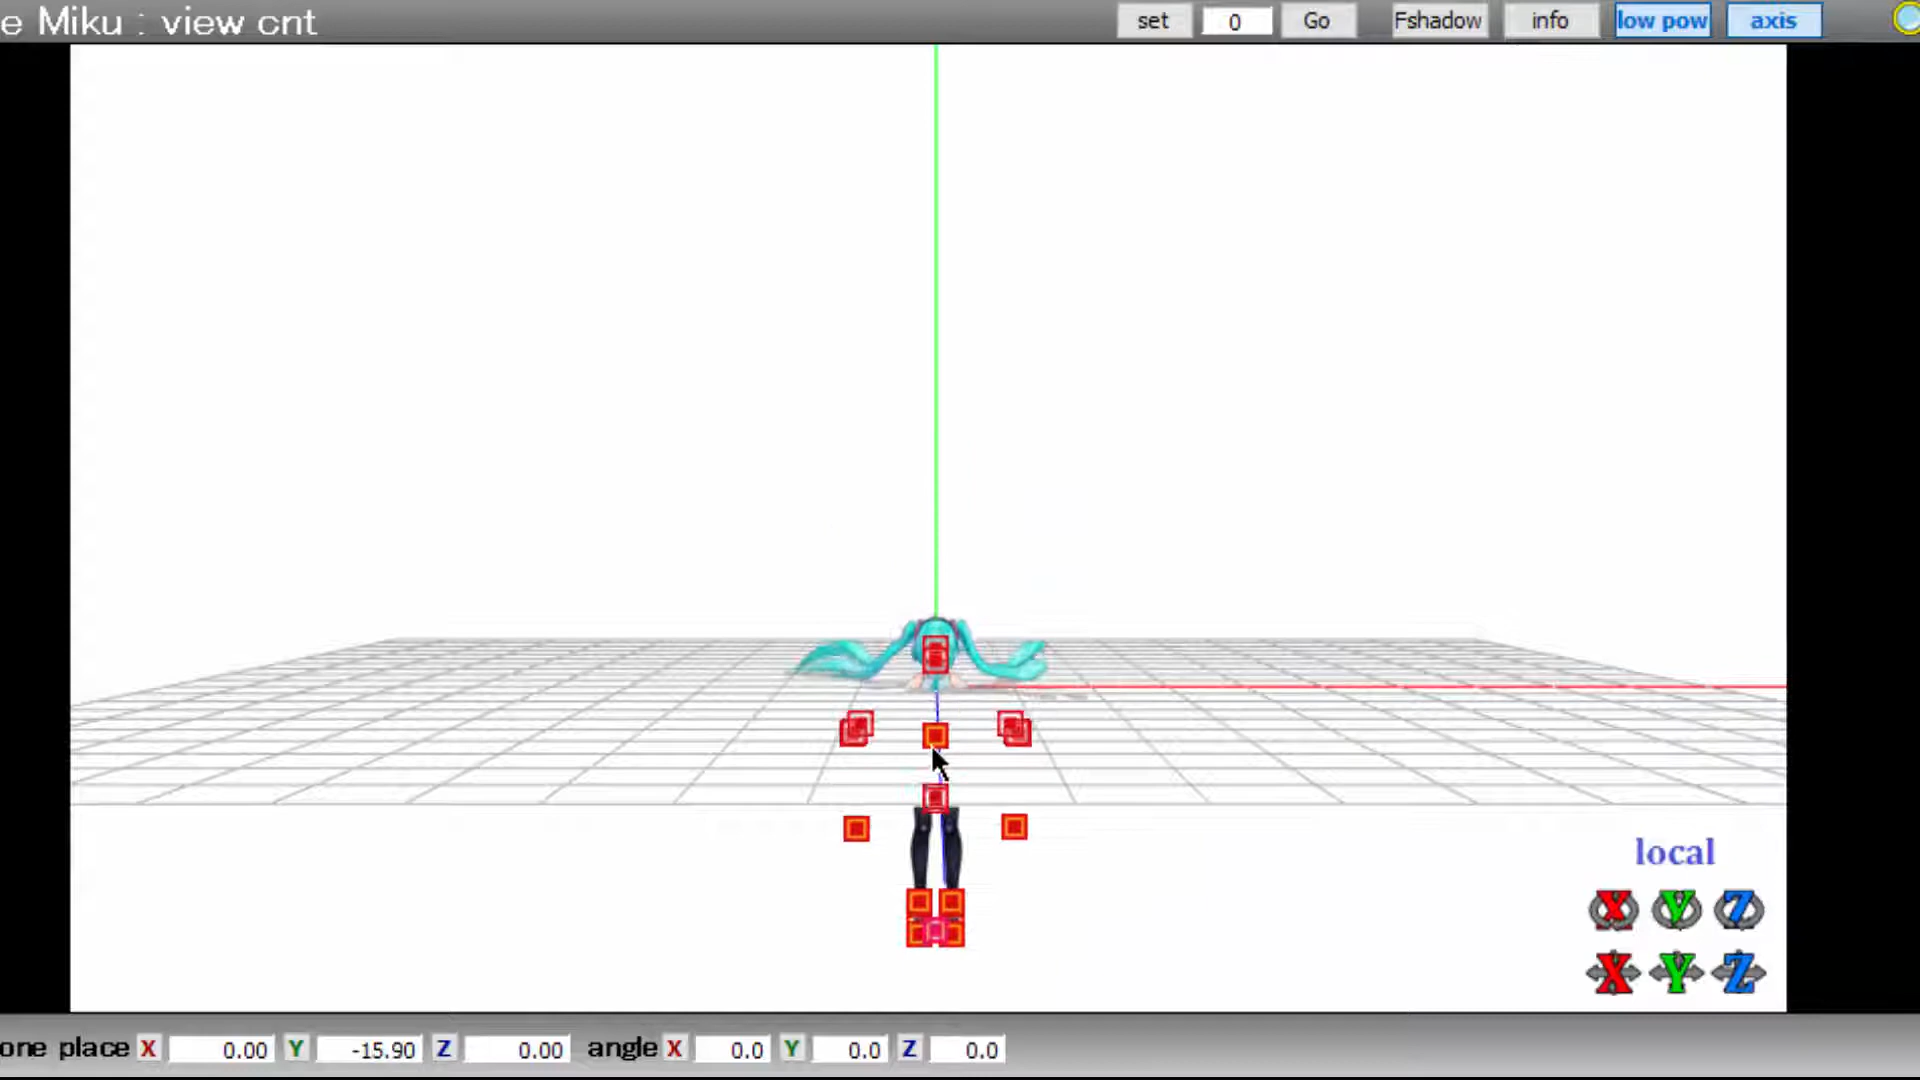 e Miku : view cnt
set 0 Go Fshadow info low pow axis
local
X Y Z
X Y Z
one place X 0.00 Y -15.90 Z 0.00 angle X 0.0 Y 0.0 Z 0.0